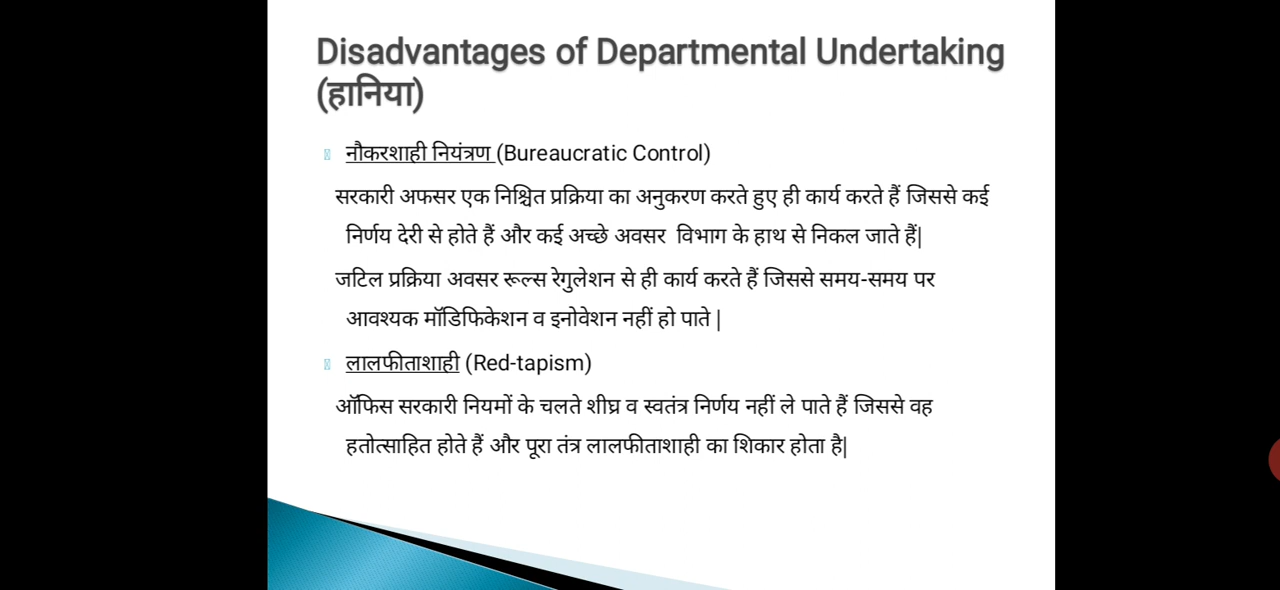 Disadvantages of Departmental Undertaking
(हानिया)
नौकरशाही नियंत्रण (Bureaucratic Control)
सरकारी अफसर एक निश्चित प्रक्रिया का अनुकरण करते हुए ही कार्य करते हैं जिससे कई
निर्णय देरी से होते हैं और कई अच्छे अवसर विभाग के हाथ से निकल जाते हैं|
जटिल प्रक्रिया अवसर रूल्स रेगुलेशन से ही कार्य करते हैं जिससे समय-समय पर
आवश्यक मॉडिफिकेशन व इनोवेशन नहीं हो पाते |
लालफीताशाही (Red-tapism)
ऑफिस सरकारी नियमों के चलते शीघ्र व स्वतंत्र निर्णय नहीं ले पाते हैं जिससे वह
हतोत्साहित होते हैं और पूरा तंत्र लालफीताशाही का शिकार होता है|